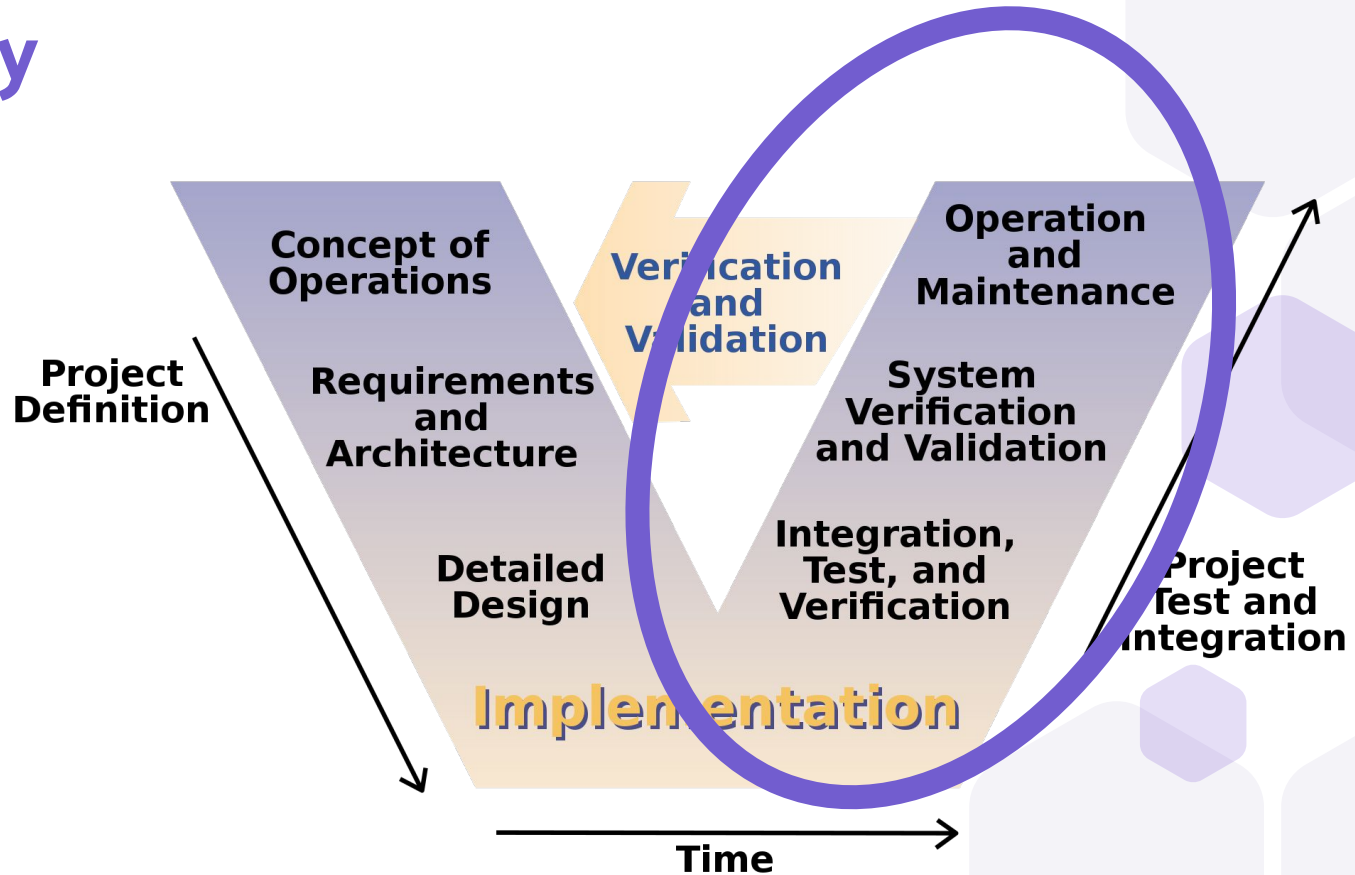 y
Concept of
Operations
Verification
and
Validation
Operation
and
Maintenance
Project
Definition
Requirements
and
Architecture
System
Verification
and Validation
Detailed
Design
Integration,
Test, and
Verification
Project
Test and
Integration
Implementation
Time